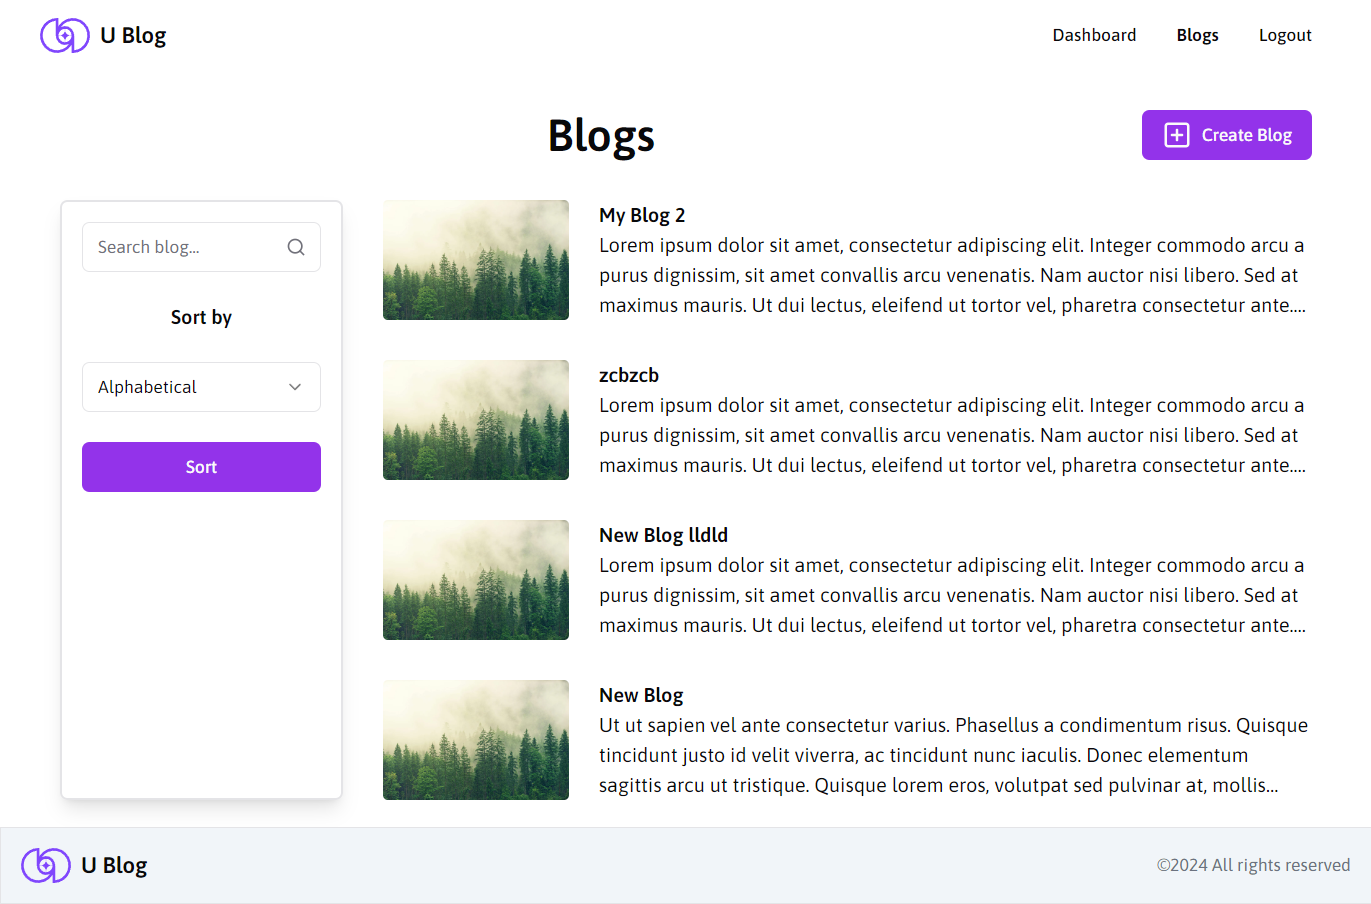 U Blog
Dashboard
Blogs
Logout
Blogs
Create Blog
Search blog...
Sort by
Alphabetical
Sort
My Blog 2
Lorem ipsum dolor sit amet, consectetur adipiscing elit. Integer commodo arcu a
purus dignissim, sit amet convallis arcu venenatis. Nam auctor nisi libero. Sed at
maximus mauris. Ut dui lectus, eleifend ut tortor vel, pharetra consectetur ante....
zcbzcb
Lorem ipsum dolor sit amet, consectetur adipiscing elit. Integer commodo arcu a
purus dignissim, sit amet convallis arcu venenatis. Nam auctor nisi libero. Sed at
maximus mauris. Ut dui lectus, eleifend ut tortor vel, pharetra consectetur ante....
New Blog lldld
Lorem ipsum dolor sit amet, consectetur adipiscing elit. Integer commodo arcu a
purus dignissim, sit amet convallis arcu venenatis. Nam auctor nisi libero. Sed at
maximus mauris. Ut dui lectus, eleifend ut tortor vel, pharetra consectetur ante....
New Blog
Ut ut sapien vel ante consectetur varius. Phasellus a condimentum risus. Quisque
tincidunt justo id velit viverra, ac tincidunt nunc iaculis. Donec elementum
sagittis arcu ut tristique. Quisque lorem eros, volutpat sed pulvinar at, mollis...
U Blog
©2024 All rights reserved